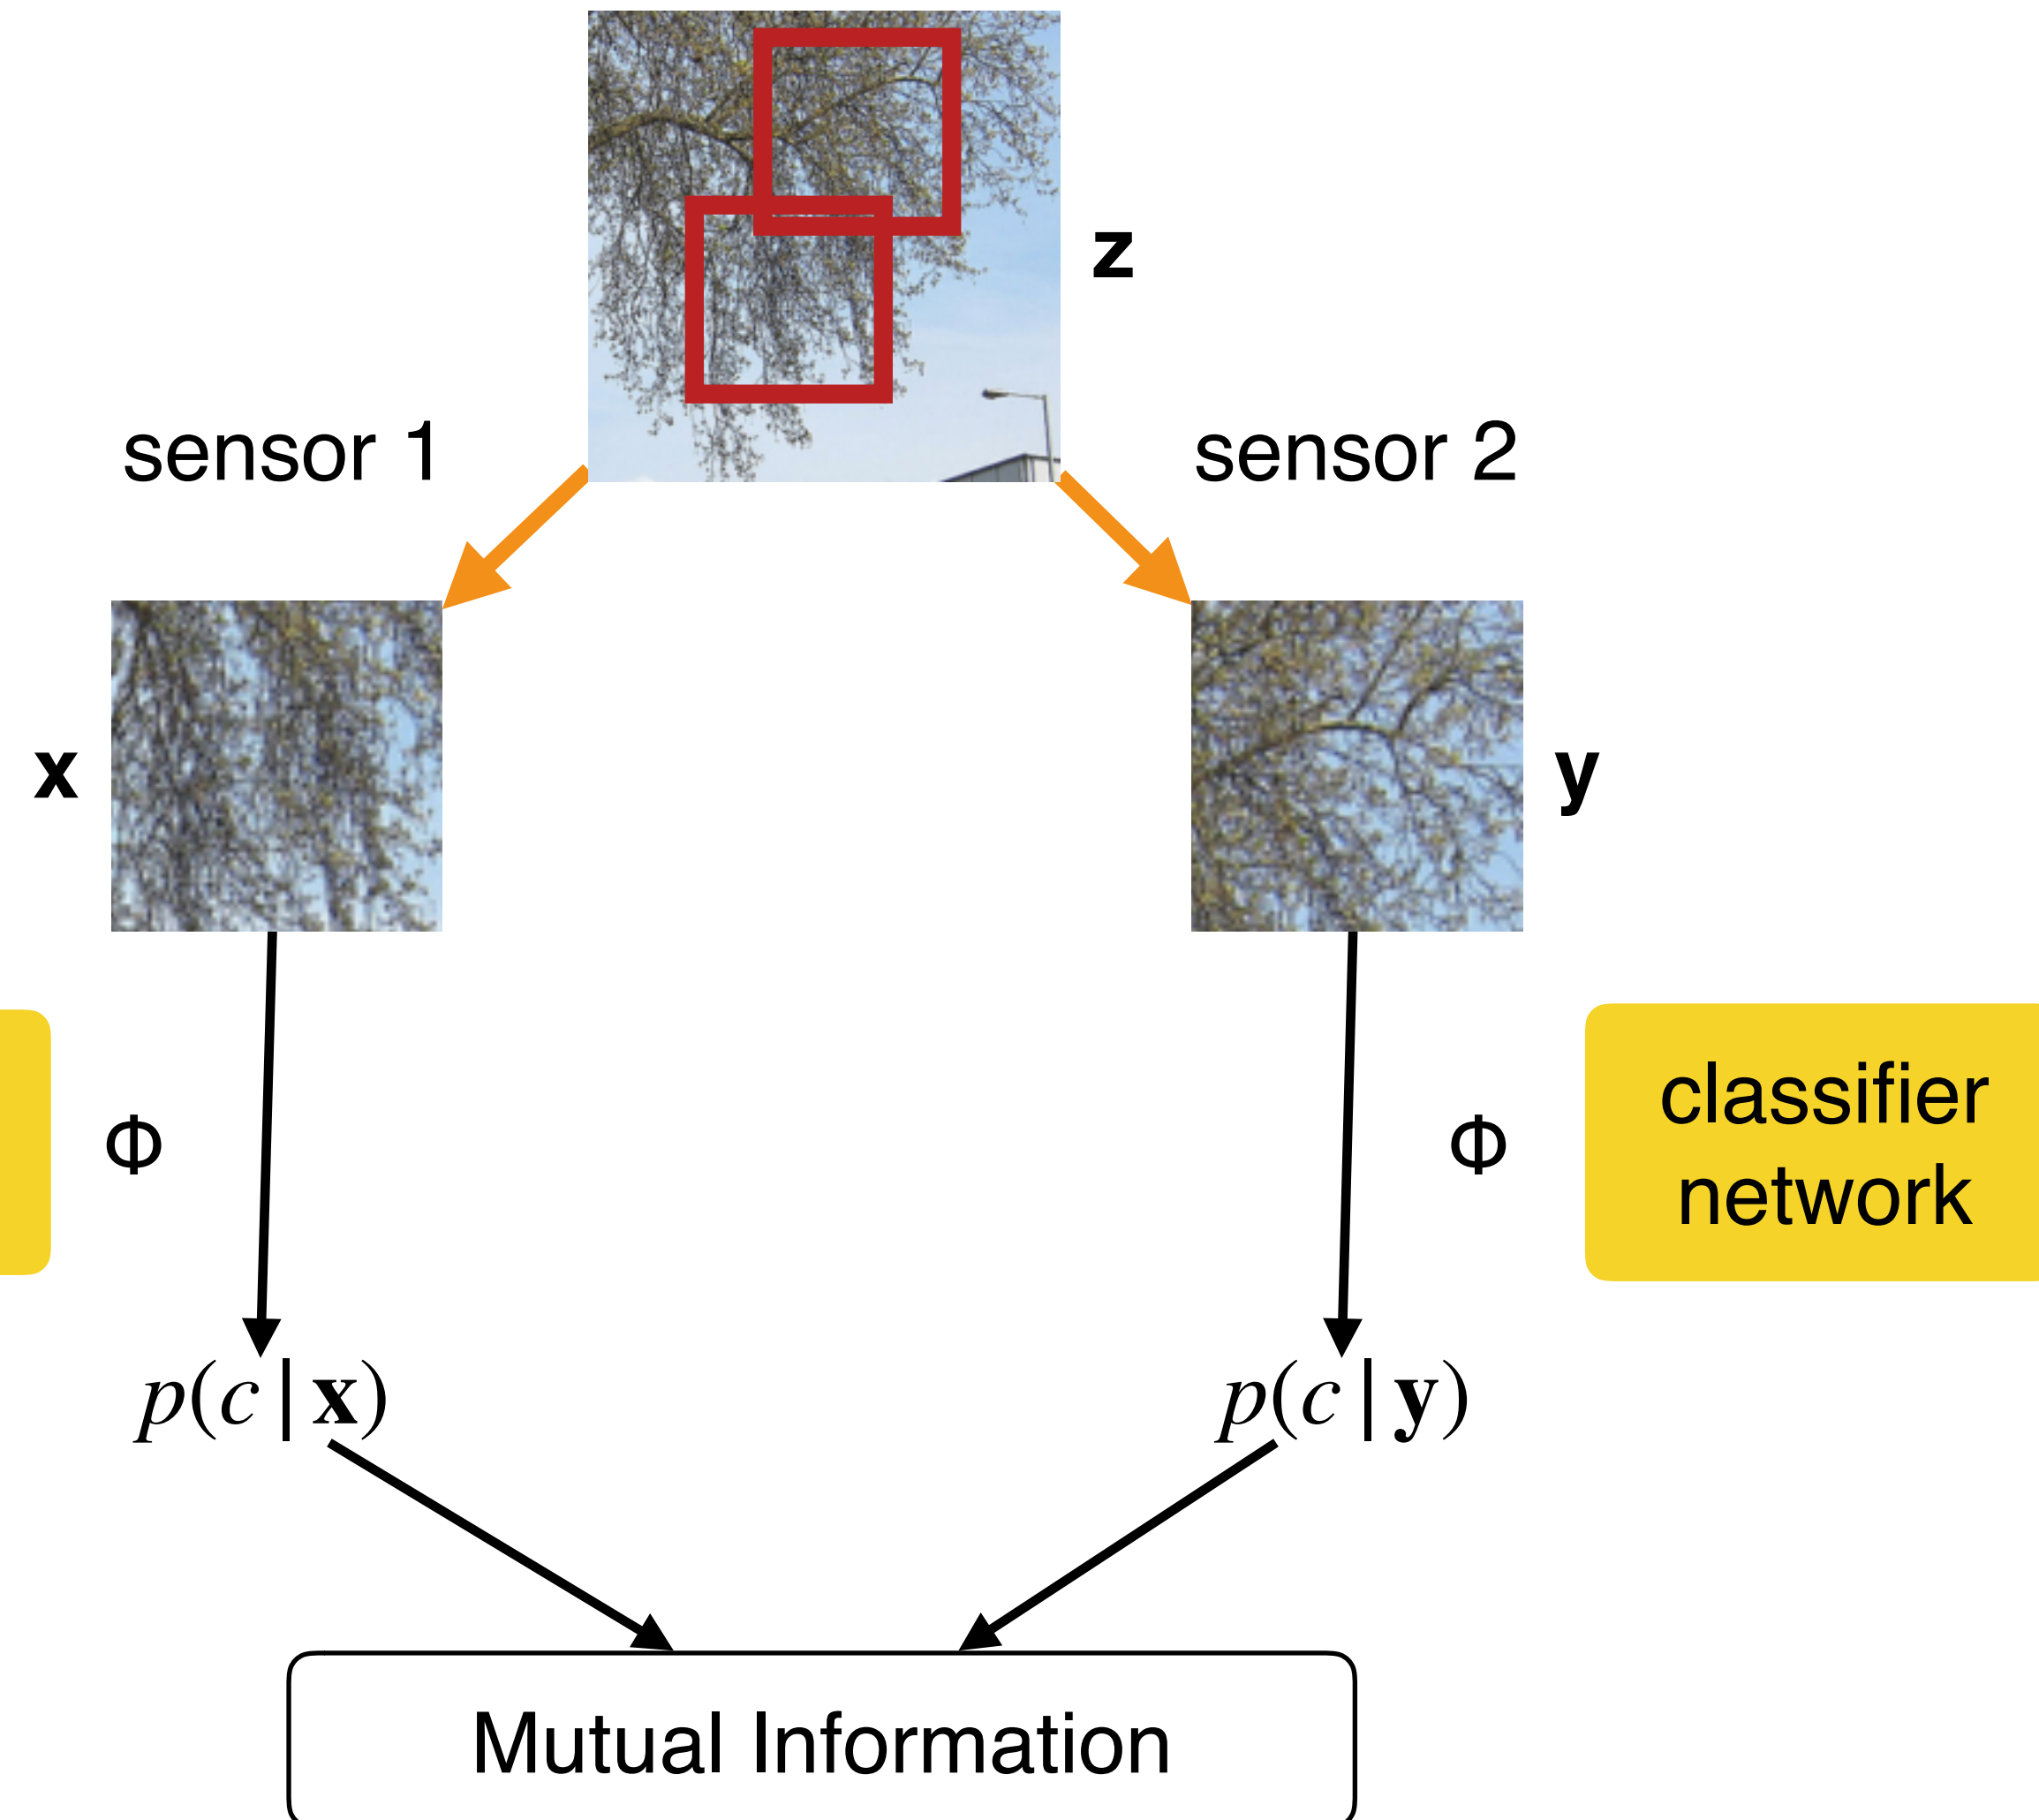 z
sensor 1
sensor 2
x
y
Φ
Φ
classifier
network
p(c | x)
p(c | y)
Mutual Information